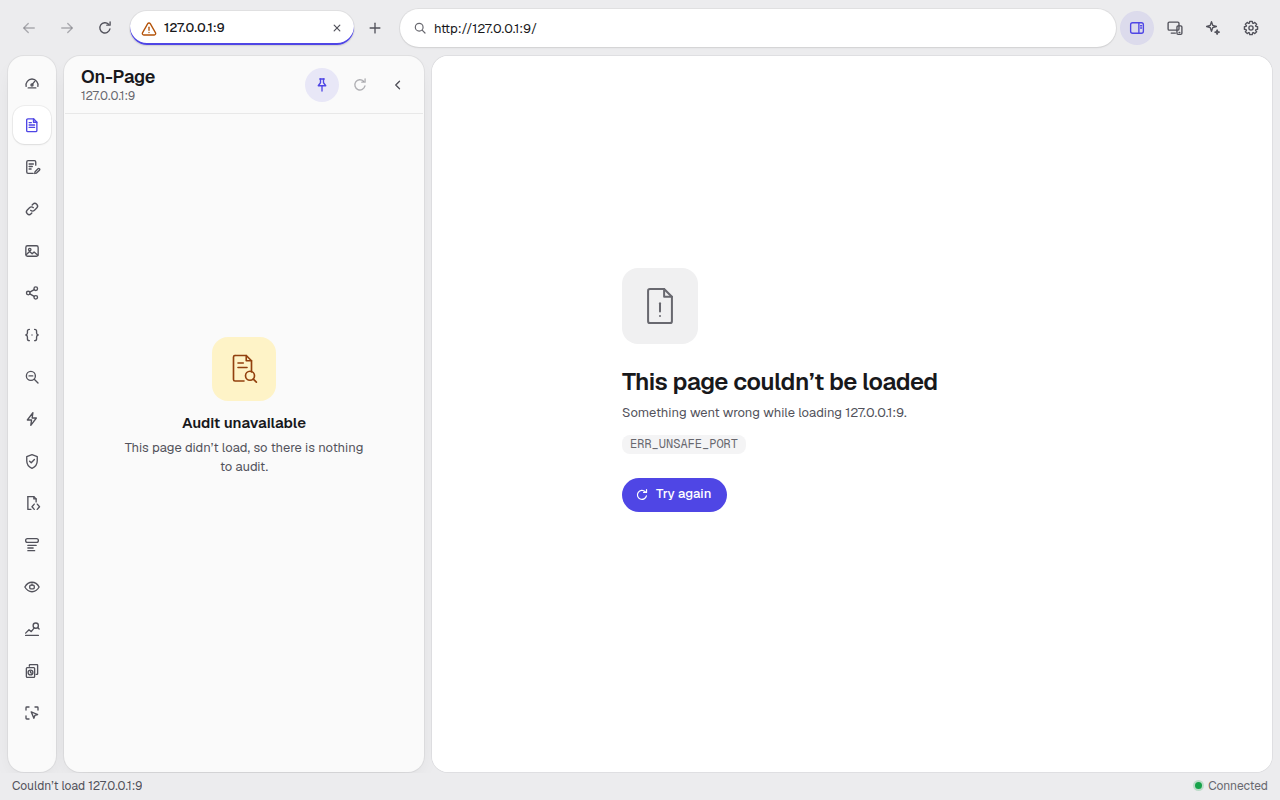 127.0.0.1:9
http://127.0.0.1:9/
On-Page
127.0.0.1:9
Audit unavailable
This page didn’t load, so there is nothing
to audit.
This page couldn’t be loaded
Something went wrong while loading 127.0.0.1:9.
ERR_UNSAFE_PORT
Try again
Couldn’t load 127.0.0.1:9
Connected